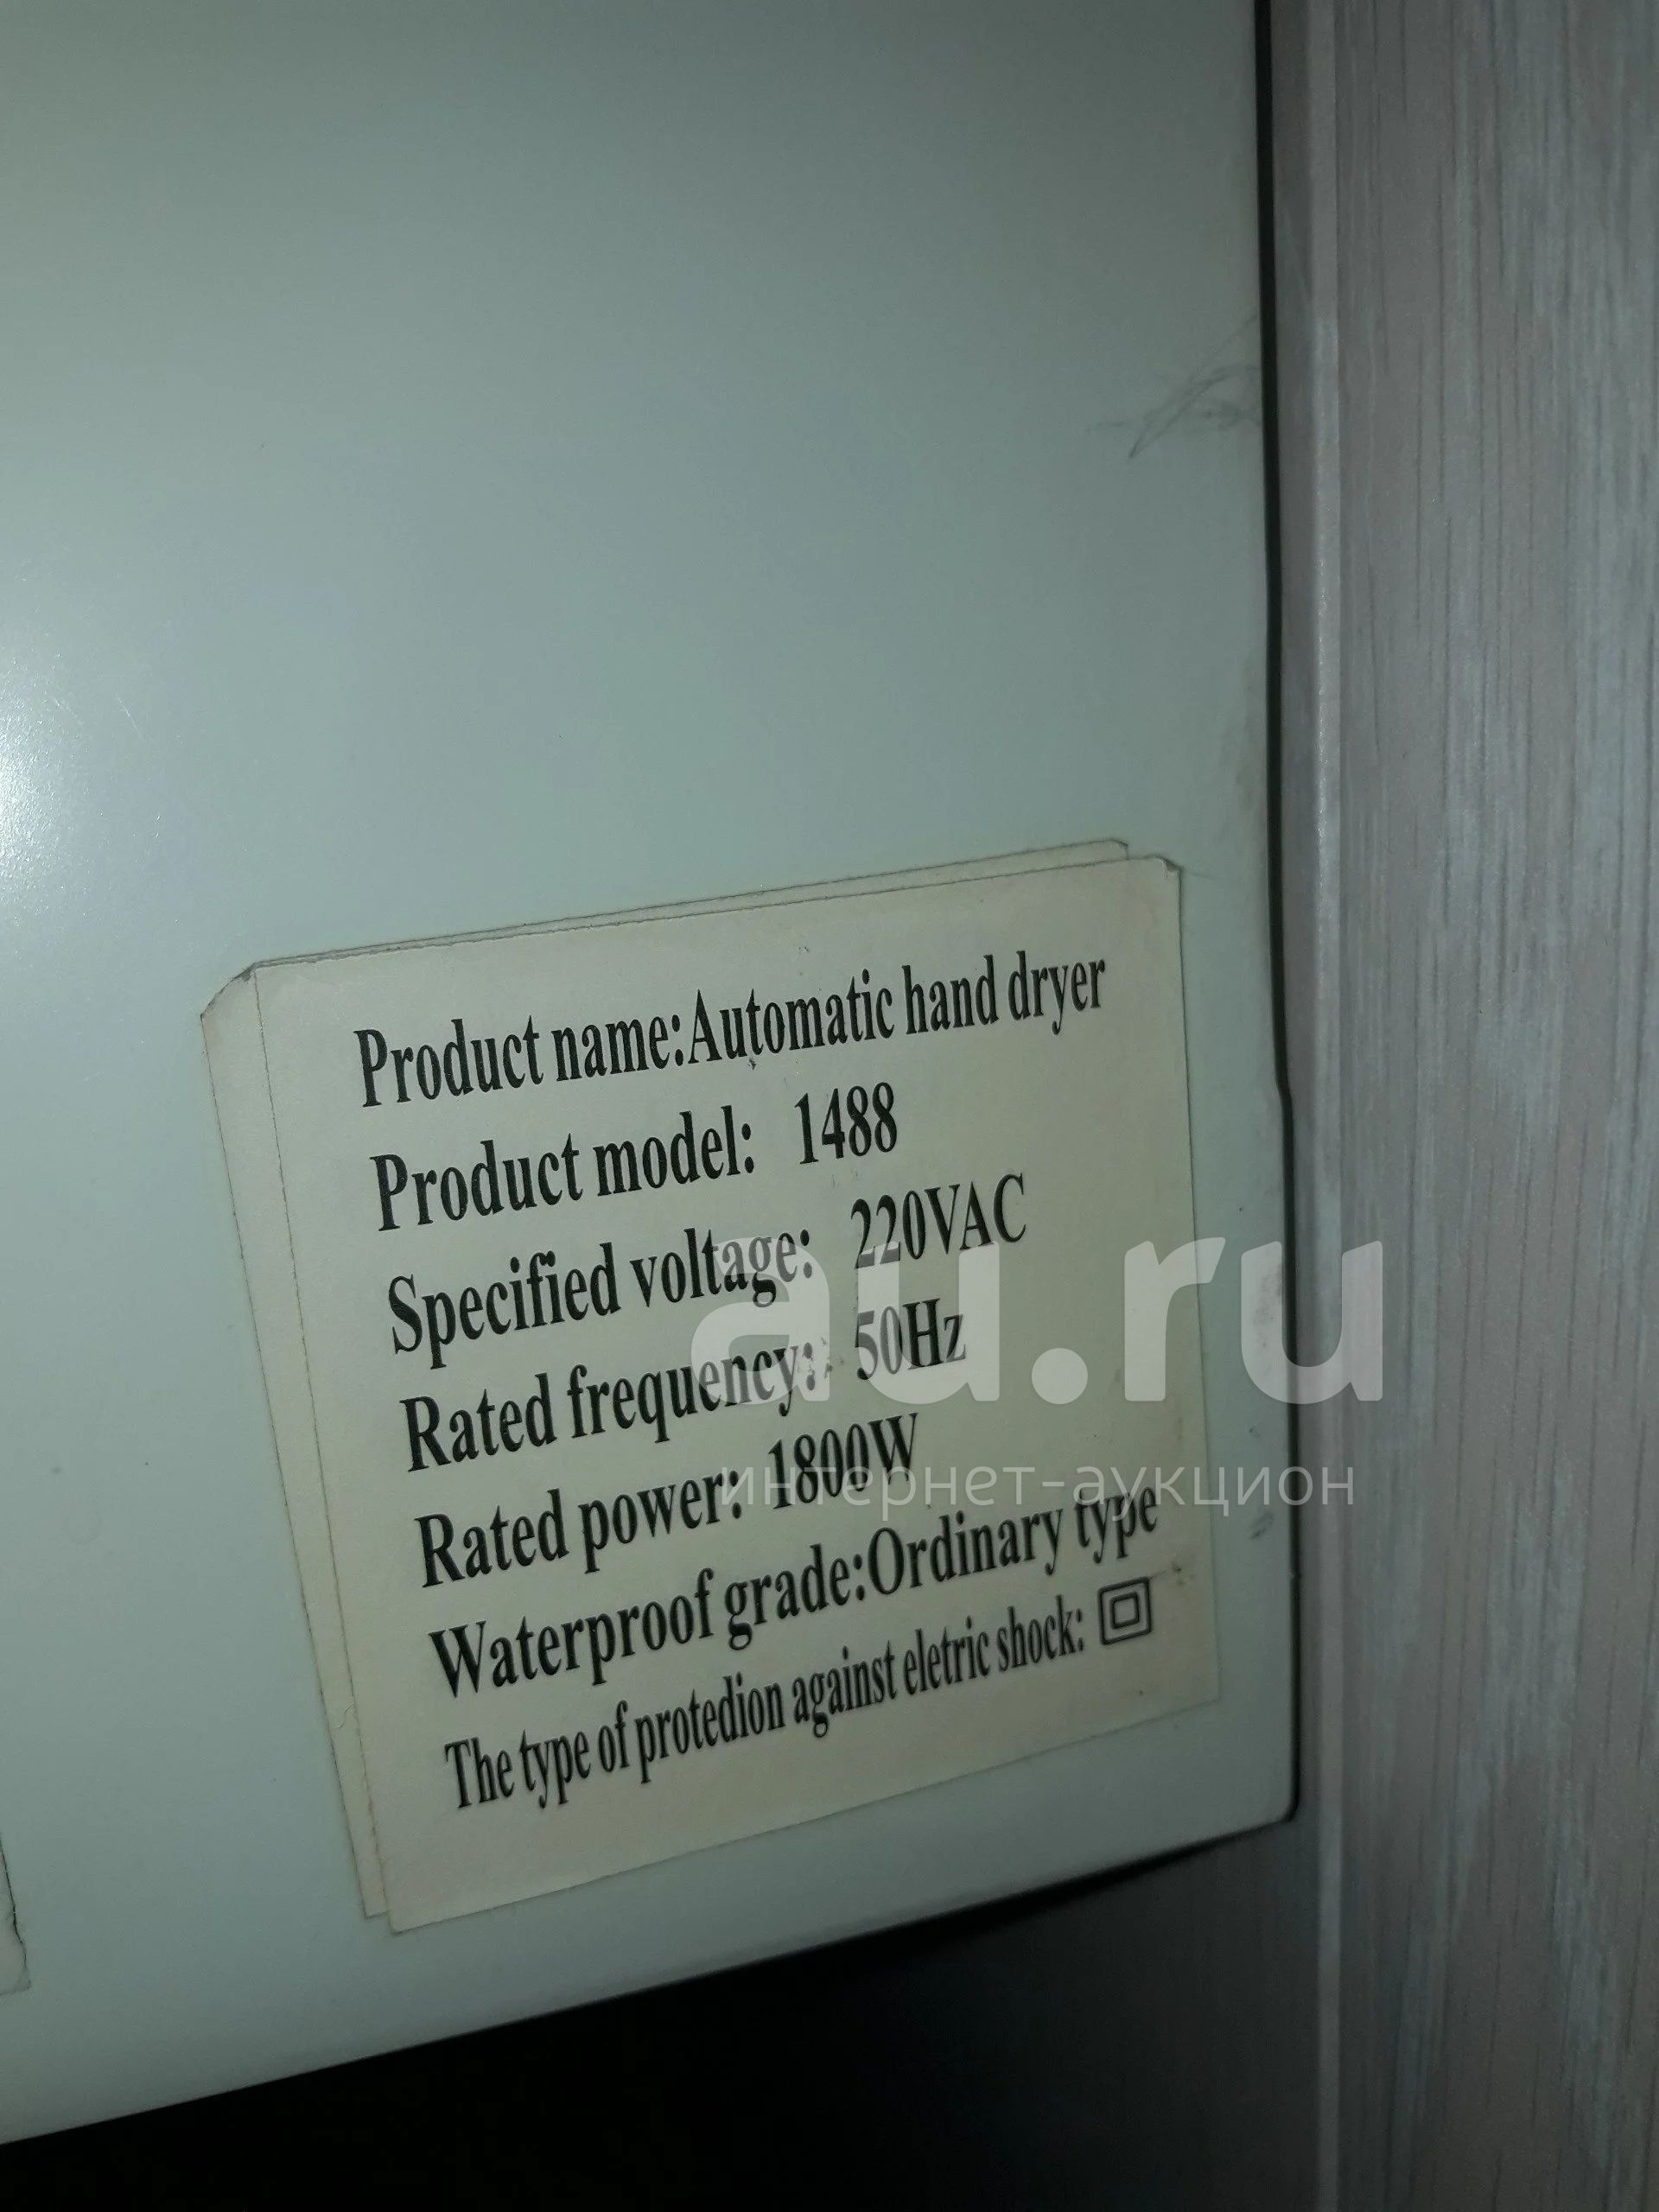 Product name:Automatic hand dryer
Product model: 1488
Specified voltage: 220VAC
Rated frequency: 50Hz
Rated power: 1800W
Waterproof grade:Ordinary type
The type of protedion against eletric shock:
au.ru
интернет-аукцион